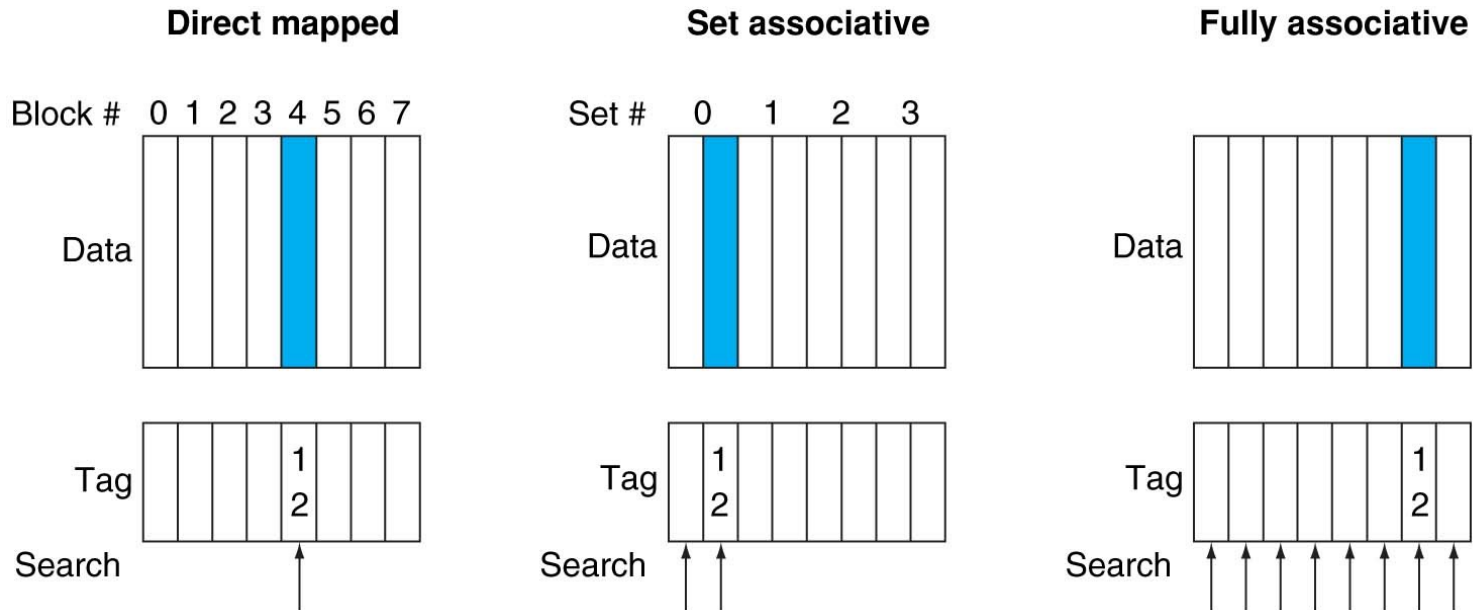 Direct mapped
Block # 0 1 2 3 4 5 6 7
Data
Tag
1
2
Search
Set associative
Set # 0 1 2 3
Data
Tag
1
2
Search
Fully associative
Data
Tag
1
2
Search